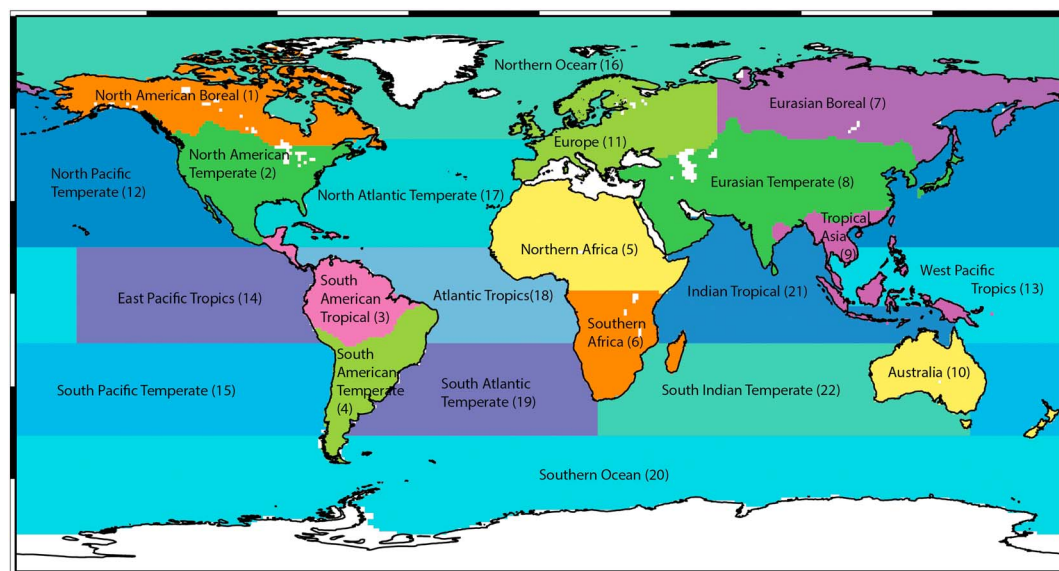 Northern Ocean (16)
North American Boreal (1)
Eurasian Boreal (7)
Europe (11)
North American
Temperate (2)
North Pacific
Temperate (12)
North Atlantic Temperate (17)
Eurasian Temperate (8)
Tropical
Asia
(9)
Northern Africa (5)
West Pacific
Tropics (13)
East Pacific Tropics (14)
South
American
Tropical (3)
Atlantic Tropics(18)
Indian Tropical (21)
Southern
Africa (6)
South
American
Temperate
(4)
South Pacific Temperate (15)
South Atlantic
Temperate (19)
South Indian Temperate (22)
Australia (10)
Southern Ocean (20)